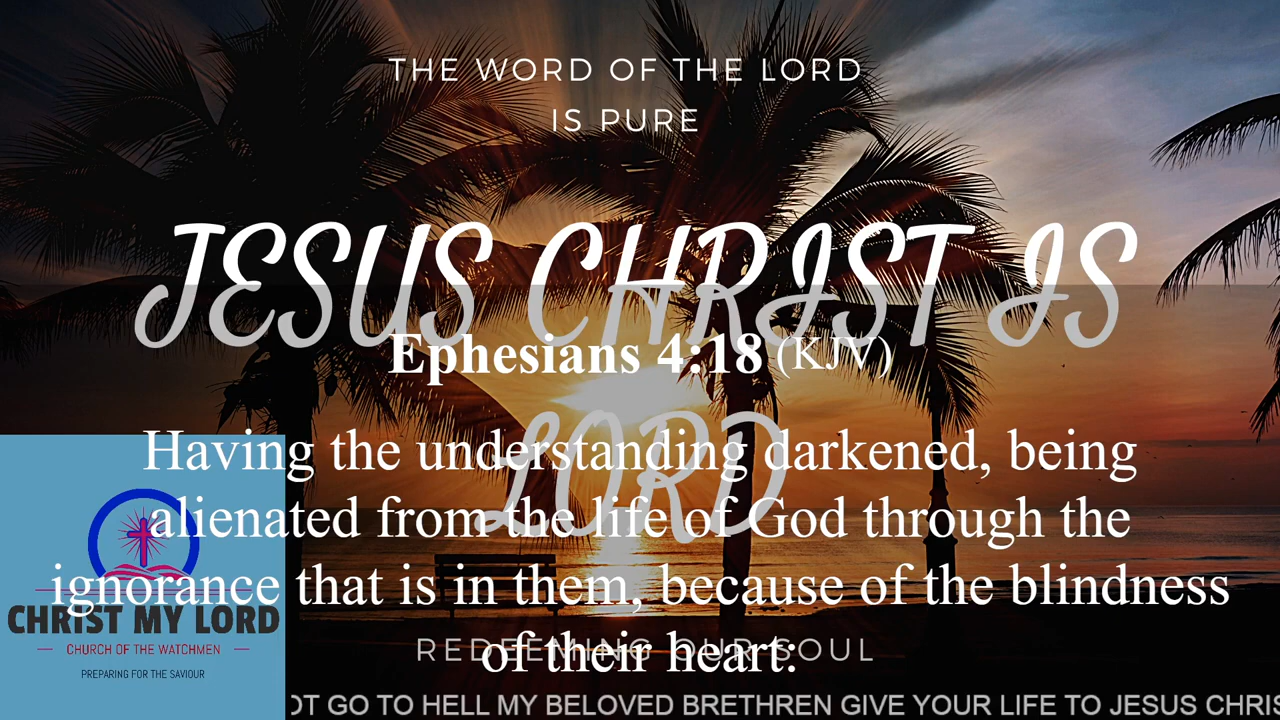 THE WORD OF THE LORD
IS PURE
JESUS CHRIST IS
Ephesians 4:18 (KJV)
LORD
Having the understanding darkened, being
alienated from the life of God through the
ignorance that is in them, because of the blindness
of their heart:
REDEEMING OUR SOUL
CHRIST MY LORD
CHURCH OF THE WATCHMEN
PREPARING FOR THE SAVIOUR
GO TO HELL MY BELOVED BRETHREN GIVE YOUR LIFE TO JESUS